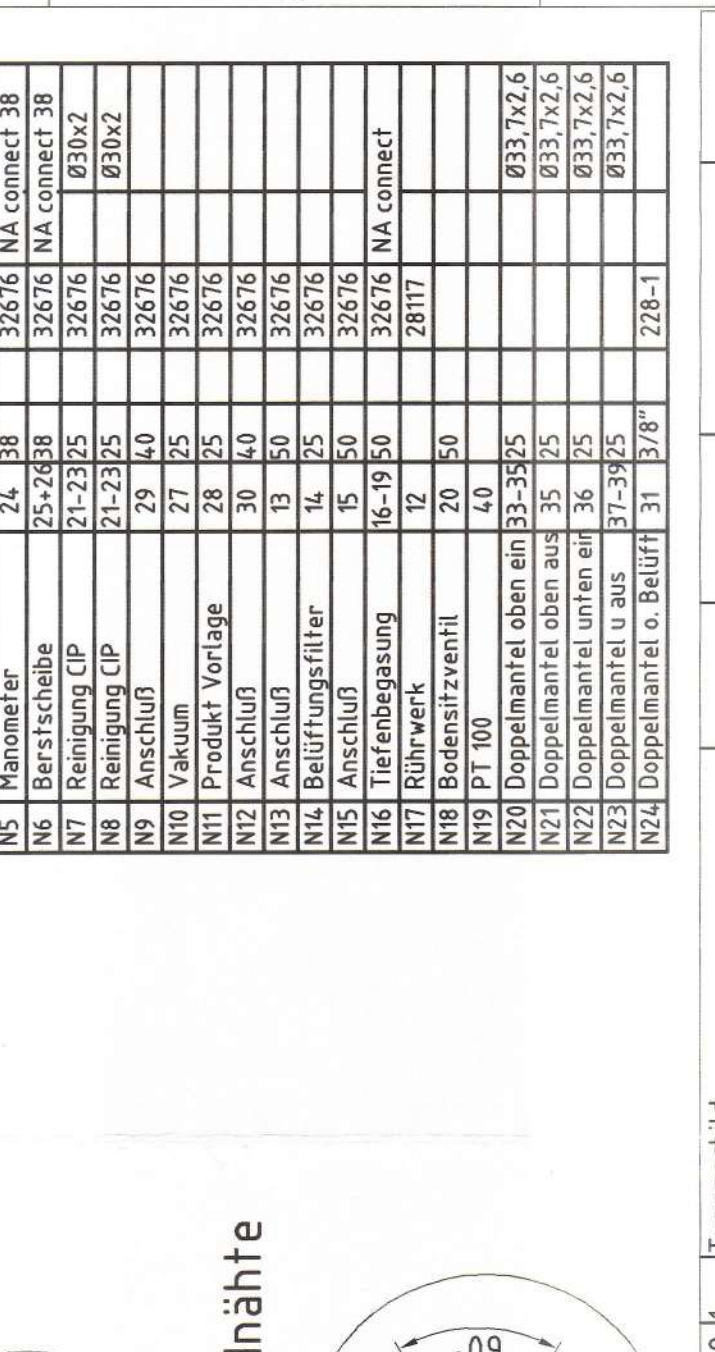 N5 Manometer 24 38 32676 NA connect 38
N6 Berstscheibe 25+26 38 32676 NA connect 38
N7 Reinigung CIP 21-23 25 32676 Ø30x2
N8 Reinigung CIP 21-23 25 32676 Ø30x2
N9 Anschluß 29 40 32676
N10 Vakuum 27 25 32676
N11 Produkt Vorlage 28 25 32676
N12 Anschluß 30 40 32676
N13 Anschluß 13 50 32676
N14 Belüftungsfilter 14 25 32676
N15 Anschluß 15 50 32676
N16 Tiefenbegasung 16-19 50 32676 NA connect
N17 Rührwerk 12 28117
N18 Bodensitzventil 20 50
N19 PT 100 40
N20 Doppelmantel oben ein 33-35 25 Ø33,7x2,6
N21 Doppelmantel oben aus 35 25 Ø33,7x2,6
N22 Doppelmantel unten ein 36 25 Ø33,7x2,6
N23 Doppelmantel u aus 37-39 25 Ø33,7x2,6
N24 Doppelmantel o. Belüft 31 3/8" 228-1
lnähte
60